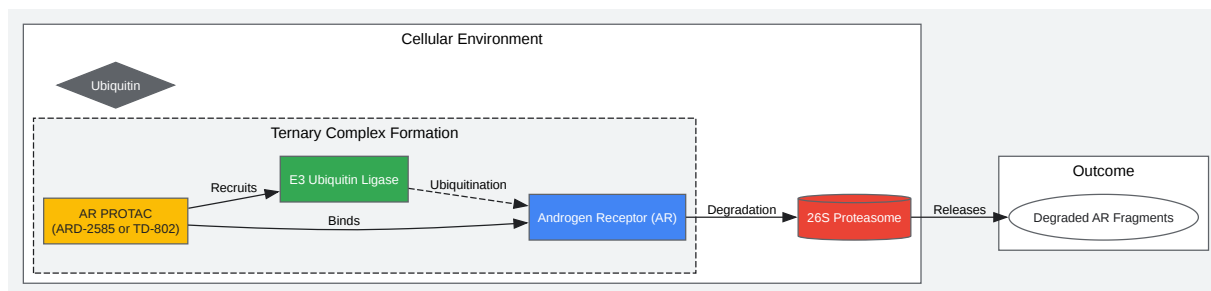 Cellular Environment
Ubiquitin
Ternary Complex Formation
E3 Ubiquitin Ligase
Recruits
Ubiquitination
AR PROTAC
(ARD-2585 or TD-802)
Binds
Androgen Receptor (AR)
Degradation
26S Proteasome
Releases
Outcome
Degraded AR Fragments